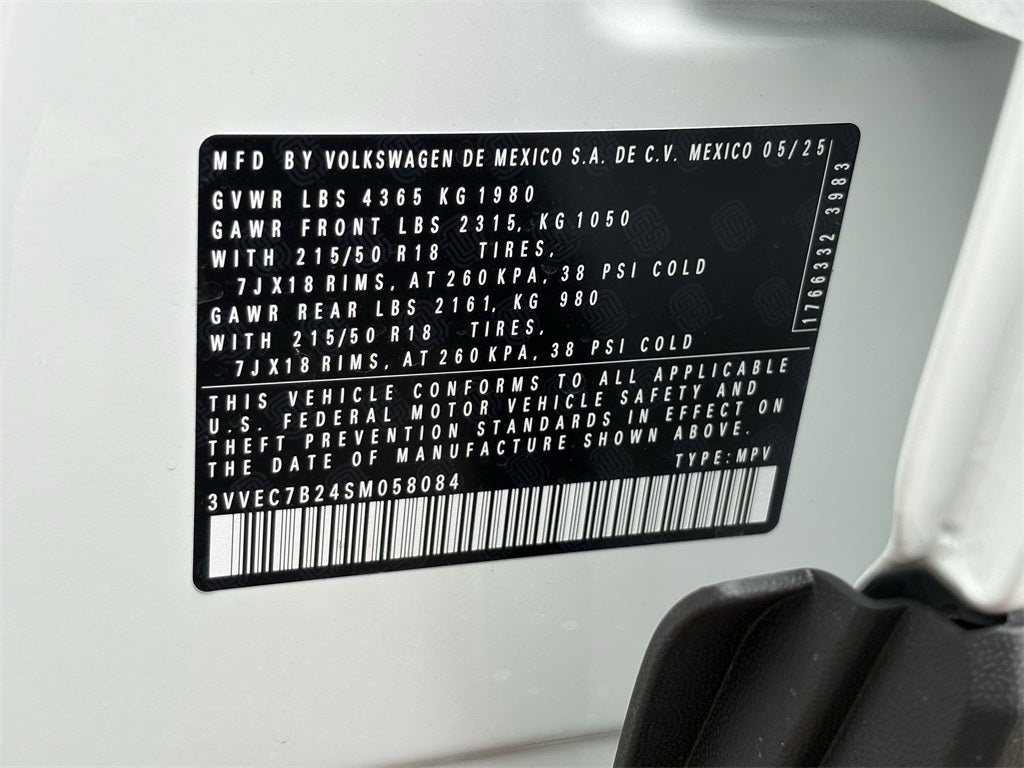 MFD BY VOLKSWAGEN DE MEXICO S.A. DE C.V. MEXICO 05/25
GVWR LBS 4365 KG 1980
GAWR FRONT LBS 2315, KG 1050
WITH 215/50 R18 TIRES,
7JX18 RIMS, AT 260 KPA, 38 PSI COLD
GAWR REAR LBS 2161, KG 980
WITH 215/50 R18 TIRES,
7JX18 RIMS, AT 260 KPA, 38 PSI COLD
1766332 3983
THIS VEHICLE CONFORMS TO ALL APPLICABLE
U.S. FEDERAL MOTOR VEHICLE SAFETY AND
THEFT PREVENTION STANDARDS IN EFFECT ON
THE DATE OF MANUFACTURE SHOWN ABOVE.
TYPE: MPV
3VVEC7B24SM058084